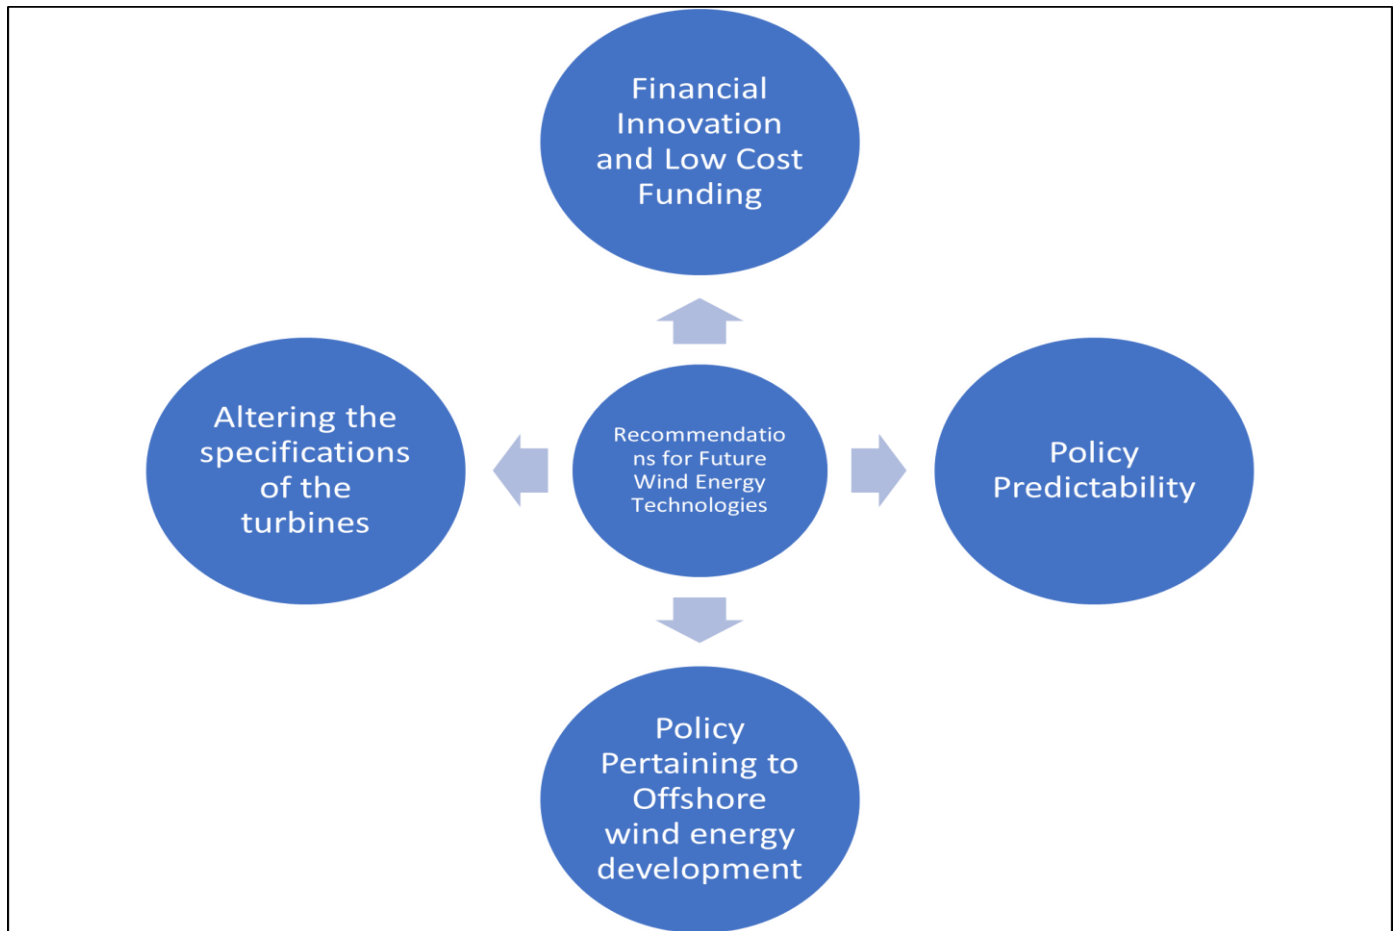 Financial
Innovation
and Low Cost
Funding
Altering the
specifications
of the
turbines
Recommendatio
ns for Future
Wind Energy
Technologies
Policy
Predictability
Policy
Pertaining to
Offshore
wind energy
development